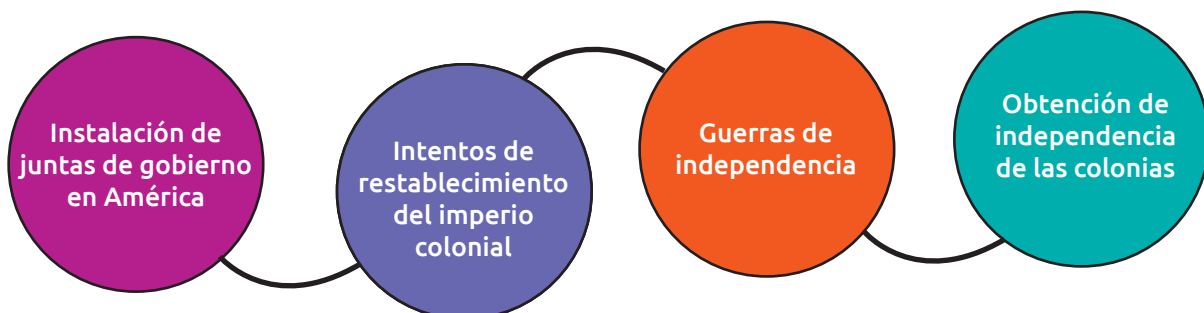 Instalación de
juntas de gobierno
en América
Intentos de
restablecimiento
del imperio
colonial
Guerras de
independencia
Obtención de
independencia
de las colonias